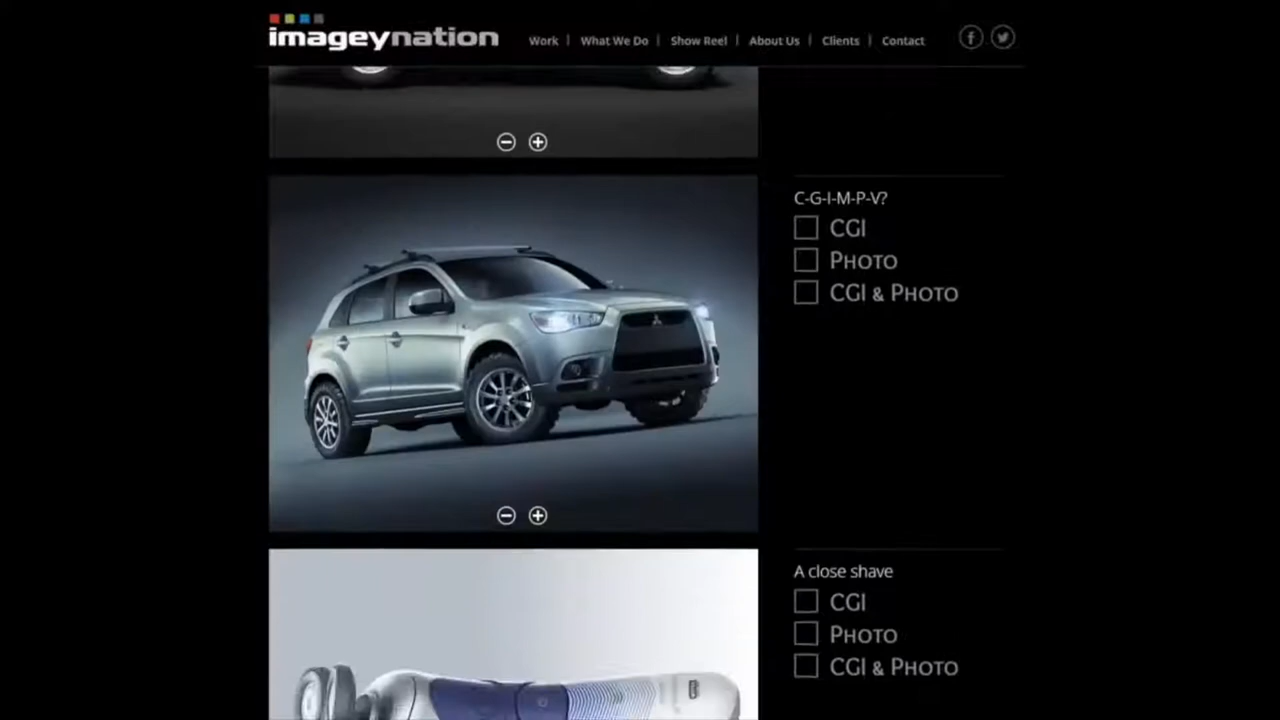 imageynation
Work | What We Do | Show Reel | About Us | Clients | Contact
C-G-I-M-P-V?
CGI
PHOTO
CGI & PHOTO
A close shave
CGI
PHOTO
CGI & PHOTO